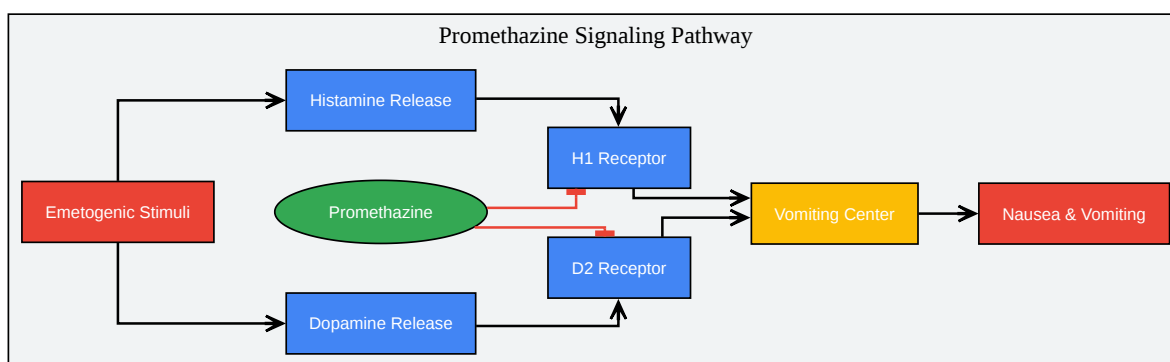 Promethazine Signaling Pathway
Histamine Release
H1 Receptor
Emetogenic Stimuli
Promethazine
Vomiting Center
Nausea & Vomiting
D2 Receptor
Dopamine Release